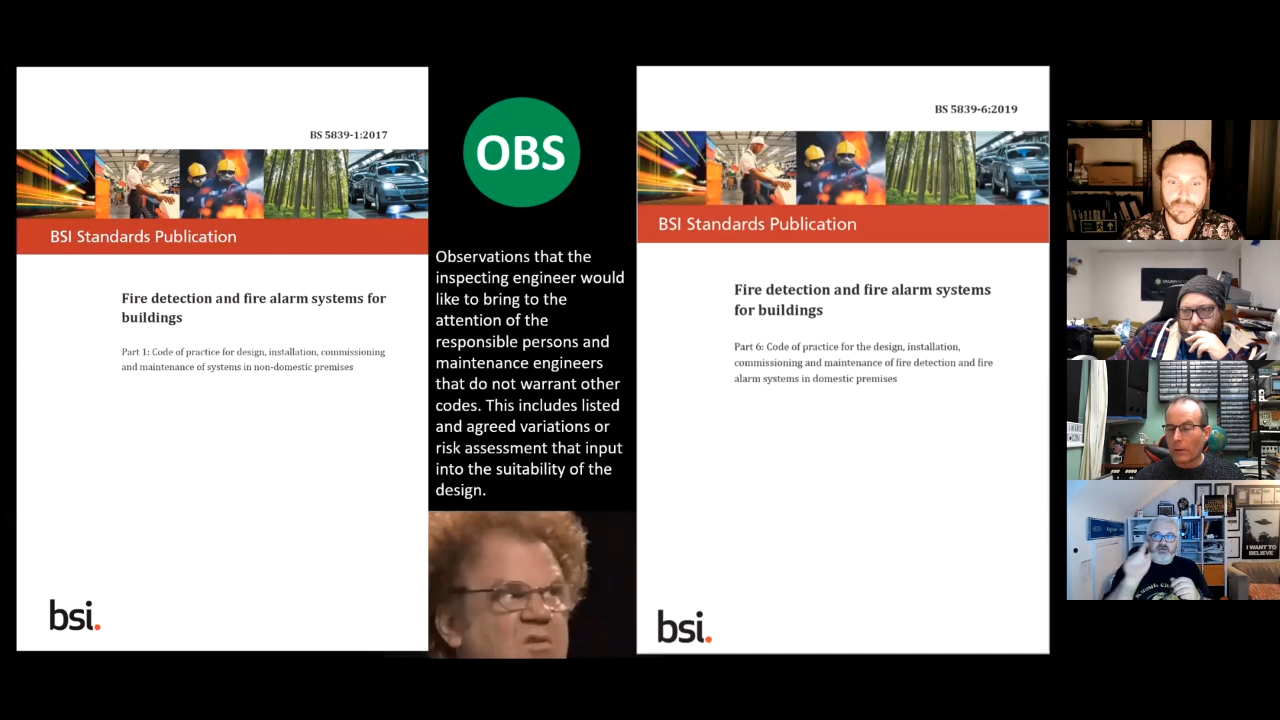 BS 5839-1:2017
BSI Standards Publication
Fire detection and fire alarm systems for
buildings
Part 1: Code of practice for design, installation, commissioning
and maintenance of systems in non-domestic premises
bsi.
OBS
Observations that the
inspecting engineer would
like to bring to the
attention of the
responsible persons and
maintenance engineers
that do not warrant other
codes. This includes listed
and agreed variations or
risk assessment that input
into the suitability of the
design.
BS 5839-6:2019
BSI Standards Publication
Fire detection and fire alarm systems
for buildings
Part 6: Code of practice for the design, installation,
commissioning and maintenance of fire detection and fire
alarm systems in domestic premises
bsi.
I WANT TO
BELIEVE